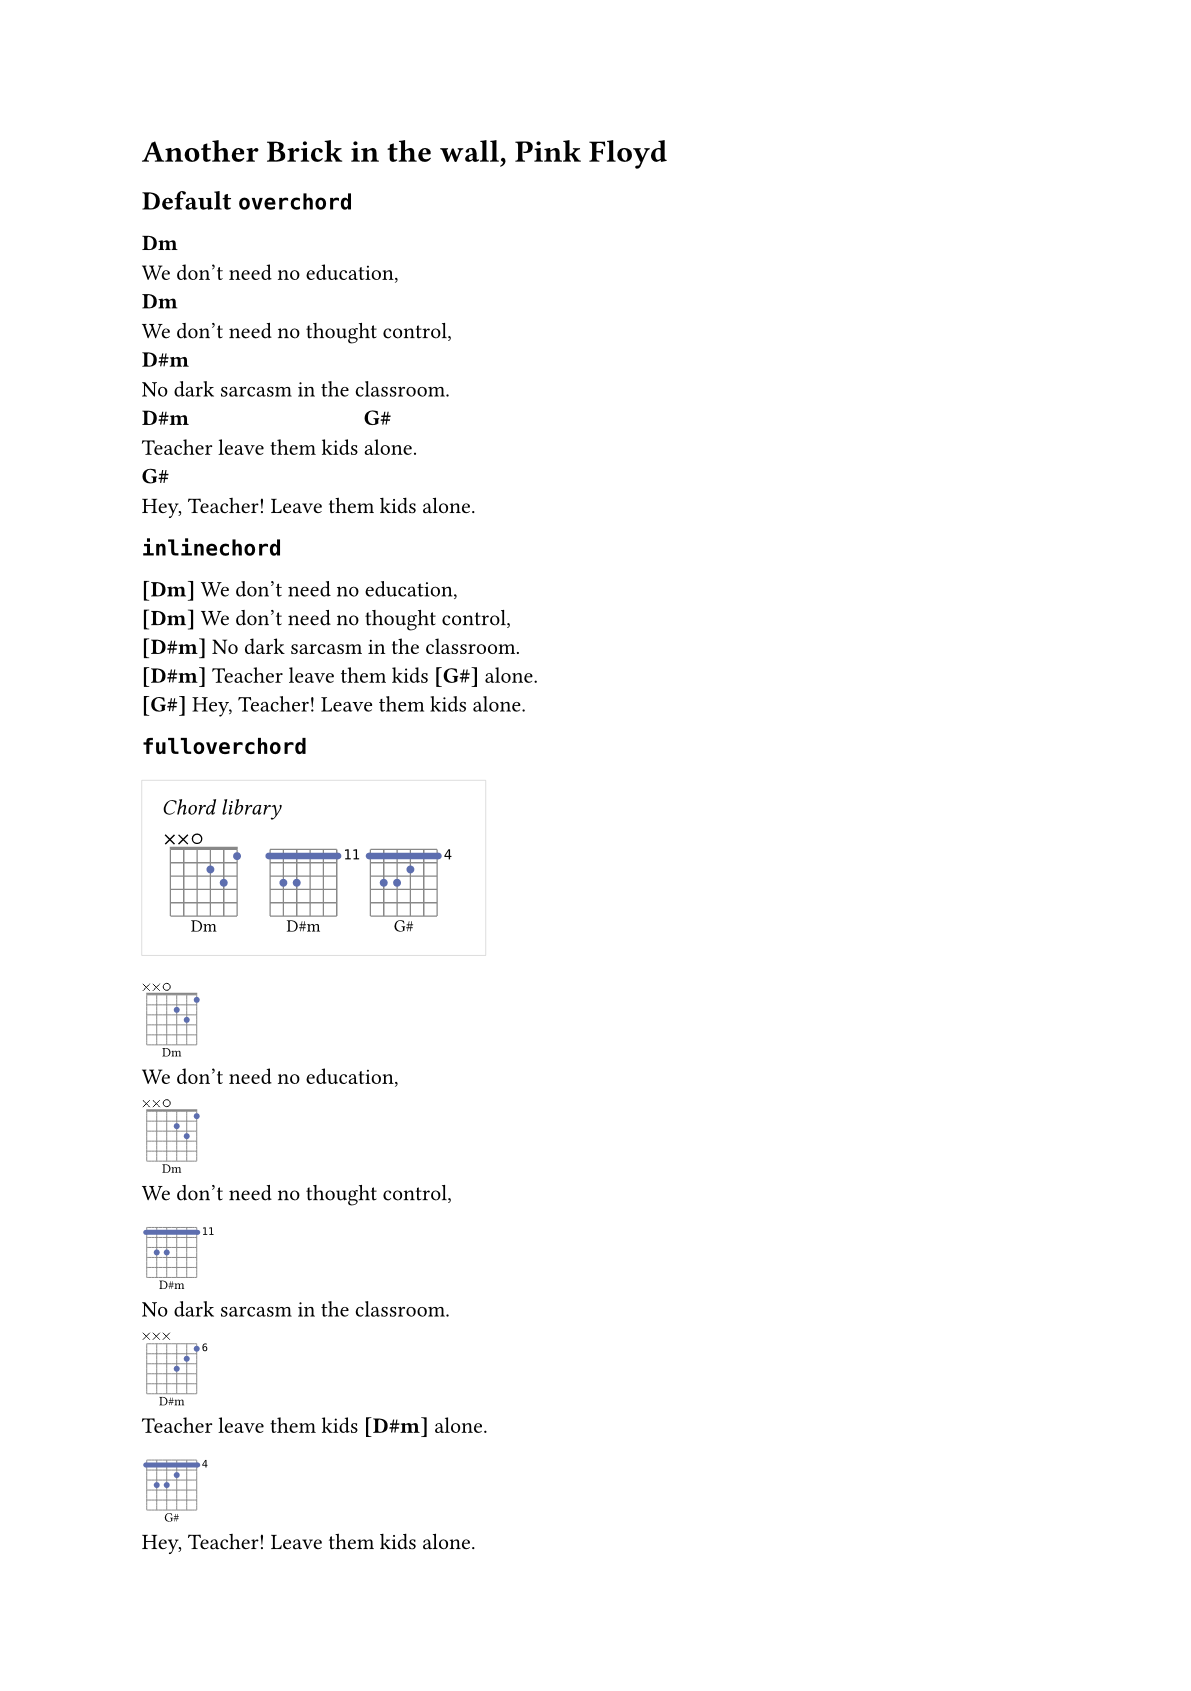 Another Brick in the wall, Pink Floyd
Default overchord
Dm
We don’t need no education,
Dm
We don’t need no thought control,
D#m
No dark sarcasm in the classroom.
D#m G#
Teacher leave them kids alone.
G#
Hey, Teacher! Leave them kids alone.
inlinechord
[Dm] We don’t need no education,
[Dm] We don’t need no thought control,
[D#m] No dark sarcasm in the classroom.
[D#m] Teacher leave them kids [G#] alone.
[G#] Hey, Teacher! Leave them kids alone.
fulloverchord
Chord library
××○
11 4
Dm D#m G#
××○
Dm
We don’t need no education,
××○
Dm
We don’t need no thought control,
11
D#m
No dark sarcasm in the classroom.
×××
6
D#m
Teacher leave them kids [D#m] alone.
4
G#
Hey, Teacher! Leave them kids alone.